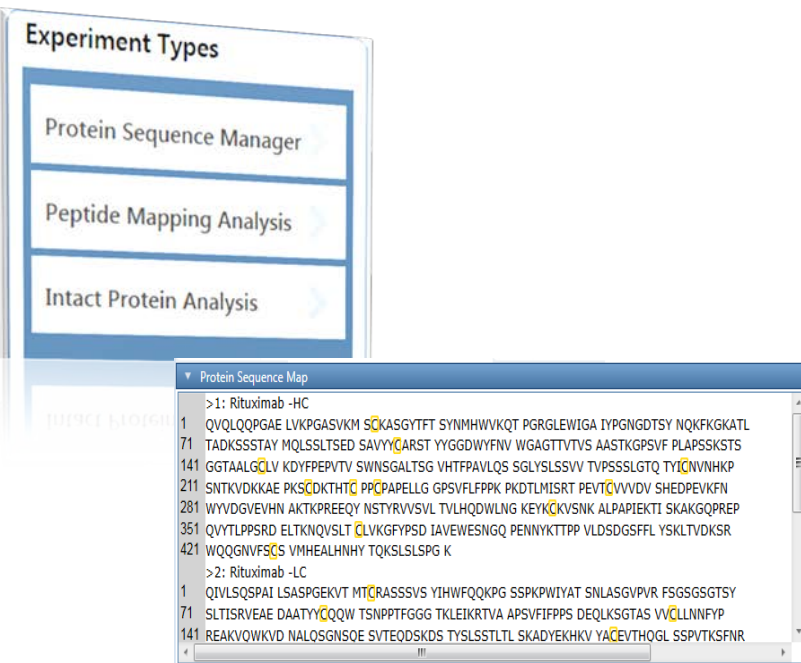 Experiment Types
Protein Sequence Manager
Peptide Mapping Analysis
Intact Protein Analysis
Protein Sequence Map
>1: Rituximab -HC
1 QVQLQQPGAE LVKPGASVKM SCKASGYTFT SYNMHWVKQT PGRGLEWIGA IYPGNGDTSY NQKFKGKATL
71 TADKSSSTAY MQLSSLTSED SAVYYCARST YYGGDWYFNV WGAGTTVTVS AASTKGPSVF PLAPSSKSTS
141 GGTAALGCLV KDYFPEPVTV SWNSGALTSG VHTFPAVLQS SGLYSLSSVV TVPSSSLGTQ TYICNVNHKP
211 SNTKVDKKAE PKSCDKTHTC PPCPAPELLG GPSVFLFPPK PKDTLMISRT PEVTCVVVDV SHEDPEVKFN
281 WYVDGVEVHN AKTKPREEQY NSTYRVVSVL TVLHQDWLNG KEYKCKVSNK ALPAPIEKTI SKAKGQPREP
351 QVYTLPPSRD ELTKNQVSLT CLVKGFYPSD IAVEWESNGQ PENNYKTTPP VLDSDGSFFL YSKLTVDKSR
421 WQQGNVFSCS VMHEALHNHY TQKSLSLSPG K
>2: Rituximab -LC
1 QIVLSQSPAI LSASPGEKVT MTCRASSSVS YIHWFQQKPG SSPKPWIYAT SNLASGVPVR FSGSGSGTSY
71 SLTISRVEAE DAATYYCQQW TSNPPTFGGG TKLEIKRTVA APSVFIFPPS DEQLKSGTAS VVCLLNNFYP
141 REAKVQWKVD NALQSGNSQE SVTEQDSKDS TYSLSSTLTL SKADYEKHKV YACEVTHQGL SSPVTKSFNR